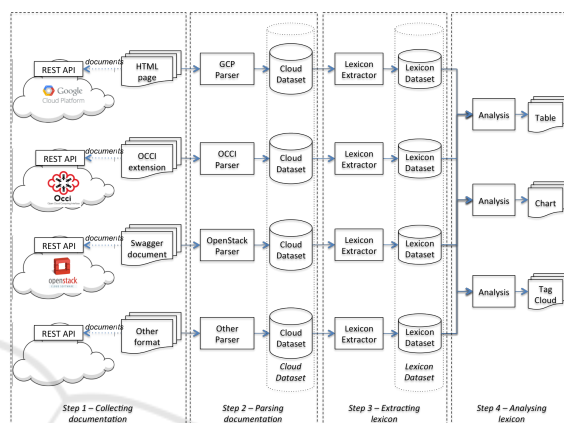 REST API
documents
HTML
page
GCP
Parser
Cloud
Dataset
Lexicon
Extractor
Lexicon
Dataset
Google
Cloud Platform
Analysis
Table
REST API
documents
OCCI
extension
OCCI
Parser
Cloud
Dataset
Lexicon
Extractor
Lexicon
Dataset
Occi
Analysis
Chart
REST API
documents
Swagger
document
OpenStack
Parser
Cloud
Dataset
Lexicon
Extractor
Lexicon
Dataset
openstack
Analysis
Tag
Cloud
REST API
documents
Other
format
Other
Parser
Cloud
Dataset
Lexicon
Extractor
Lexicon
Dataset
Cloud
Dataset
Lexicon
Dataset
Step 1 – Collecting
documentation
Step 2 – Parsing
documentation
Step 3 – Extracting
lexicon
Step 4 – Analysing
lexicon